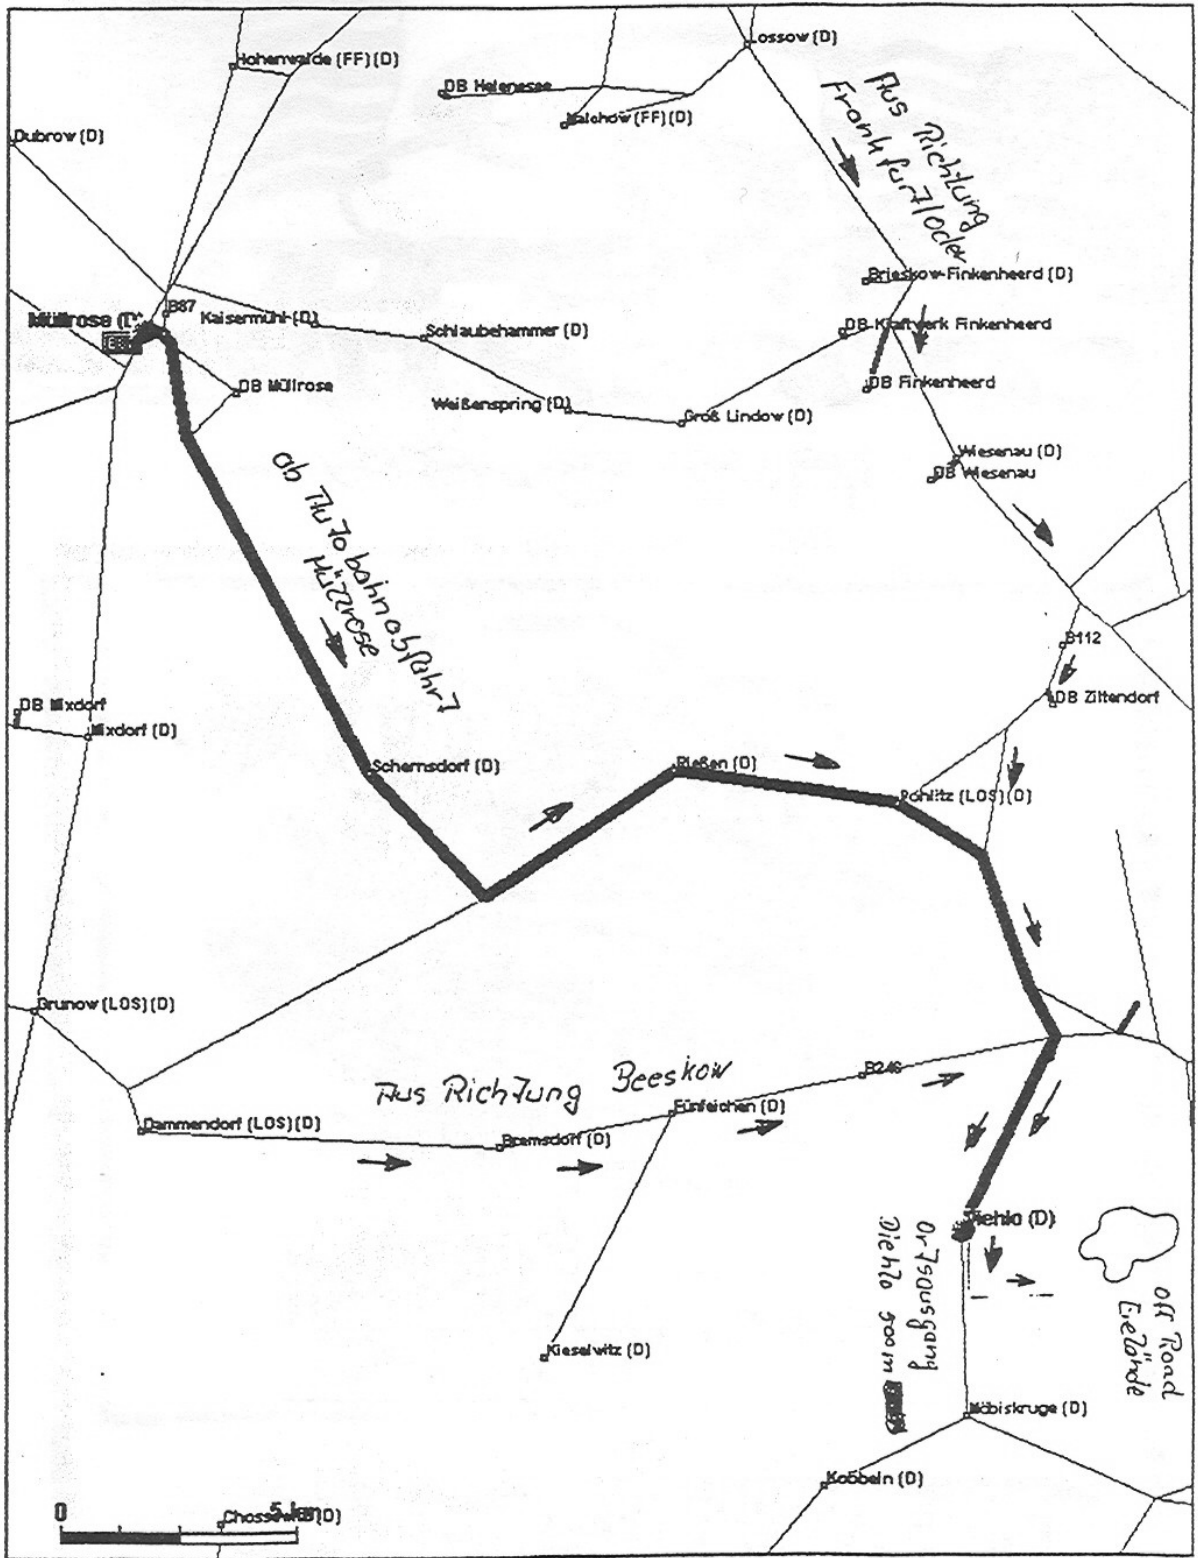 Lossow (D)
Hohenwalde (FF) (D)
DB Helenesee
Malchow (FF) (D)
Dubrow (D)
Aus Richtung
Frankfurt/Oder
Brieskow-Finkenheerd (D)
B87
Müllrose (D)
Kaisermühl (D)
Schlaubehammer (D)
DB Kraftwerk Finkenheerd
DB Müllrose
DB Finkenheerd
Weißenspring (D)
Groß Lindow (D)
Wiesenau (D)
DB Wiesenau
ab Autobahnabfahrt
Müllrose
B112
DB Ziltendorf
DB Mixdorf
Mixdorf (D)
Schernsdorf (D)
Rießen (D)
Pohlitz (LOS) (D)
Grunow (LOS) (D)
Aus Richtung Beeskow
B246
Fünfeichen (D)
Dammendorf (LOS) (D)
Bremsdorf (D)
Diehlo (D)
Ortsausgang
Diehlo 500m
Off Road
Gelände
Kieselwitz (D)
Möbiskruge (D)
Kobbeln (D)
0 5 km